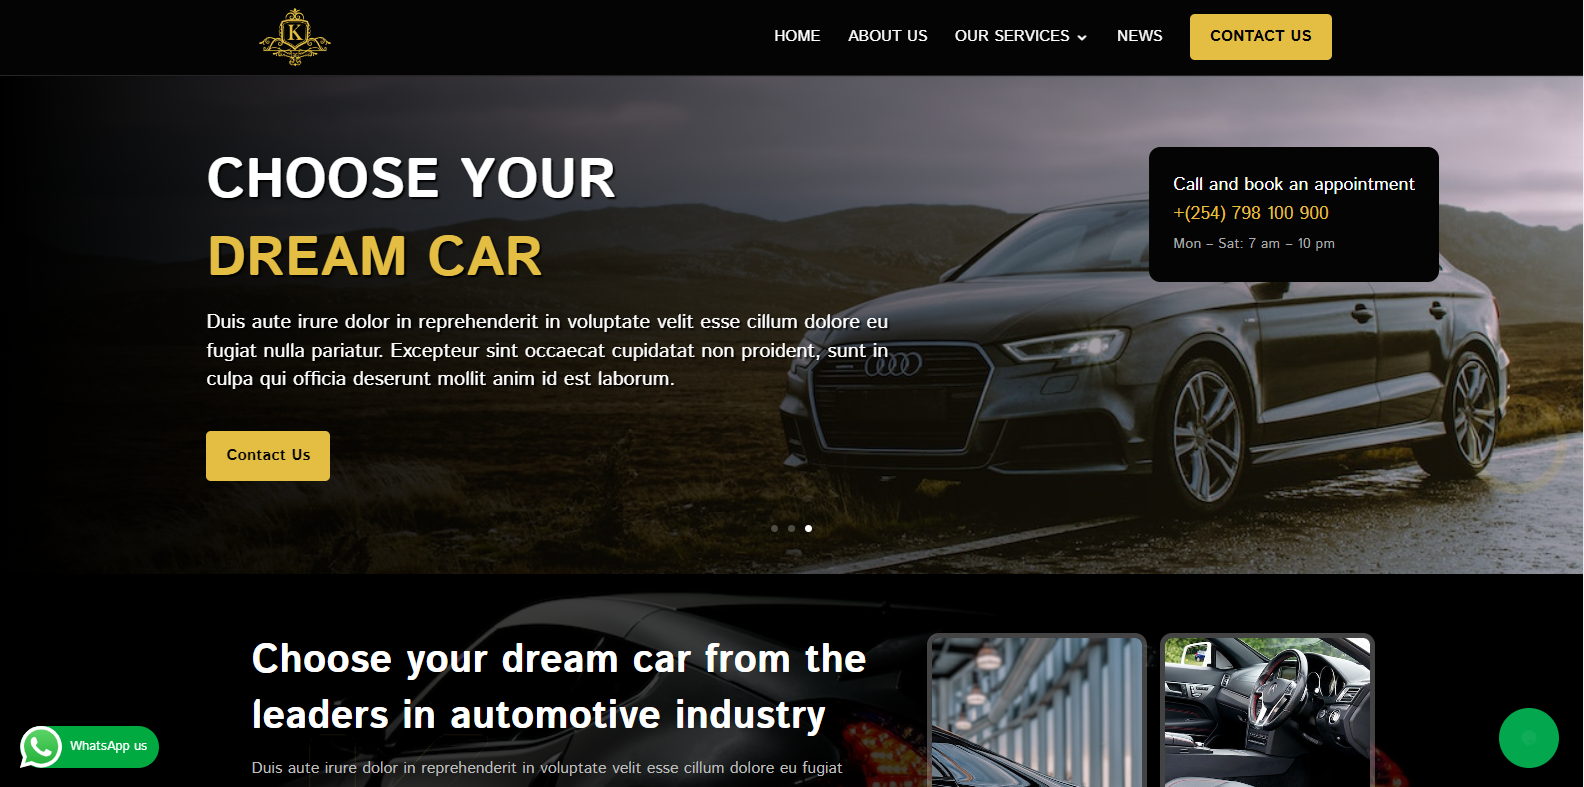 K
HOME
ABOUT US
OUR SERVICES
NEWS
CONTACT US
CHOOSE YOUR
DREAM CAR
Duis aute irure dolor in reprehenderit in voluptate velit esse cillum dolore eu
fugiat nulla pariatur. Excepteur sint occaecat cupidatat non proident, sunt in
culpa qui officia deserunt mollit anim id est laborum.
Contact Us
Call and book an appointment
+(254) 798 100 900
Mon – Sat: 7 am – 10 pm
Choose your dream car from the
leaders in automotive industry
Duis aute irure dolor in reprehenderit in voluptate velit esse cillum dolore eu fugiat
WhatsApp us